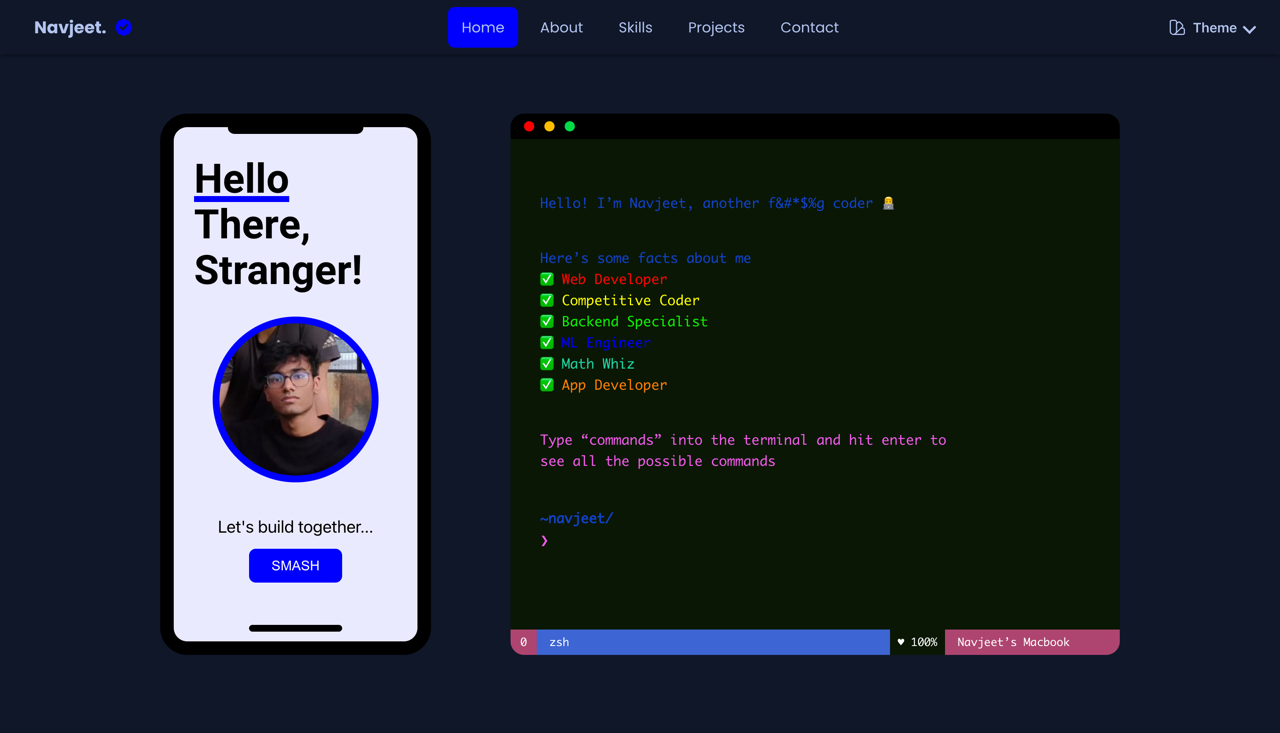 Navjeet.
Home
About
Skills
Projects
Contact
Theme
Hello
There,
Stranger!
Let's build together...
SMASH
Hello! I’m Navjeet, another f&#*$%g coder 👨‍💻
Here’s some facts about me
✅ Web Developer
✅ Competitive Coder
✅ Backend Specialist
✅ ML Engineer
✅ Math Whiz
✅ App Developer
Type “commands” into the terminal and hit enter to
see all the possible commands
~navjeet/
❯
0
zsh
♥ 100%
Navjeet’s Macbook